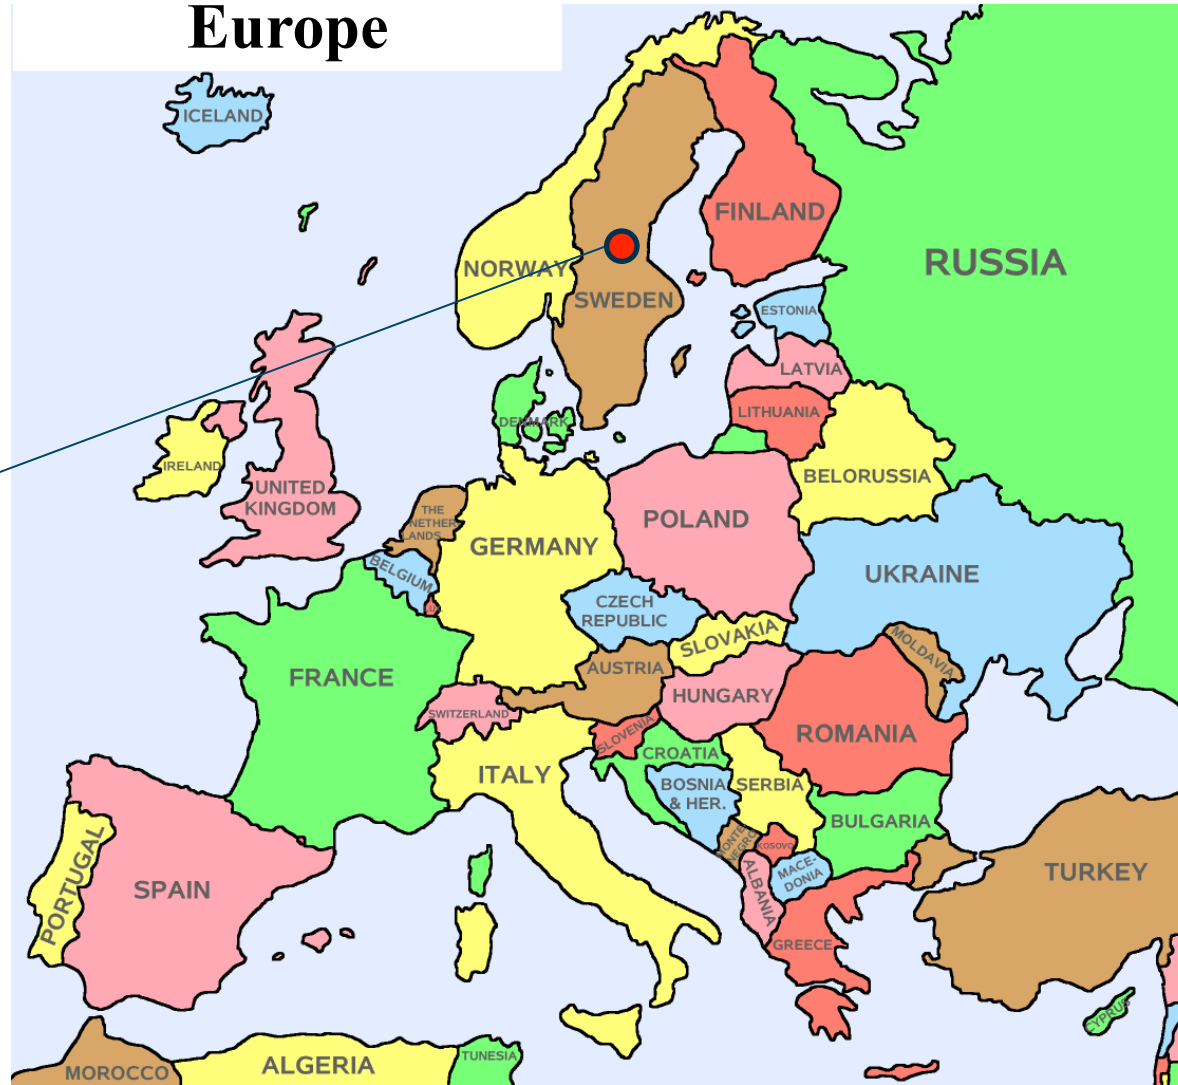 Europe
ICELAND
FINLAND
RUSSIA
NORWAY
SWEDEN
ESTONIA
LATVIA
LITHUANIA
DENMARK
IRELAND
BELORUSSIA
UNITED
KINGDOM
THE
NETHER
LANDS
POLAND
GERMANY
BELGIUM
UKRAINE
CZECH
REPUBLIC
SLOVAKIA
MOLDAVIA
FRANCE
AUSTRIA
HUNGARY
SWITZERLAND
SLOVENIA
ROMANIA
CROATIA
ITALY
BOSNIA
& HER.
SERBIA
BULGARIA
MONTE
NEGRO
KOSOVO
MACE-
DONIA
ALBANIA
TURKEY
PORTUGAL
SPAIN
GREECE
CYPRUS
TUNESIA
ALGERIA
MOROCCO